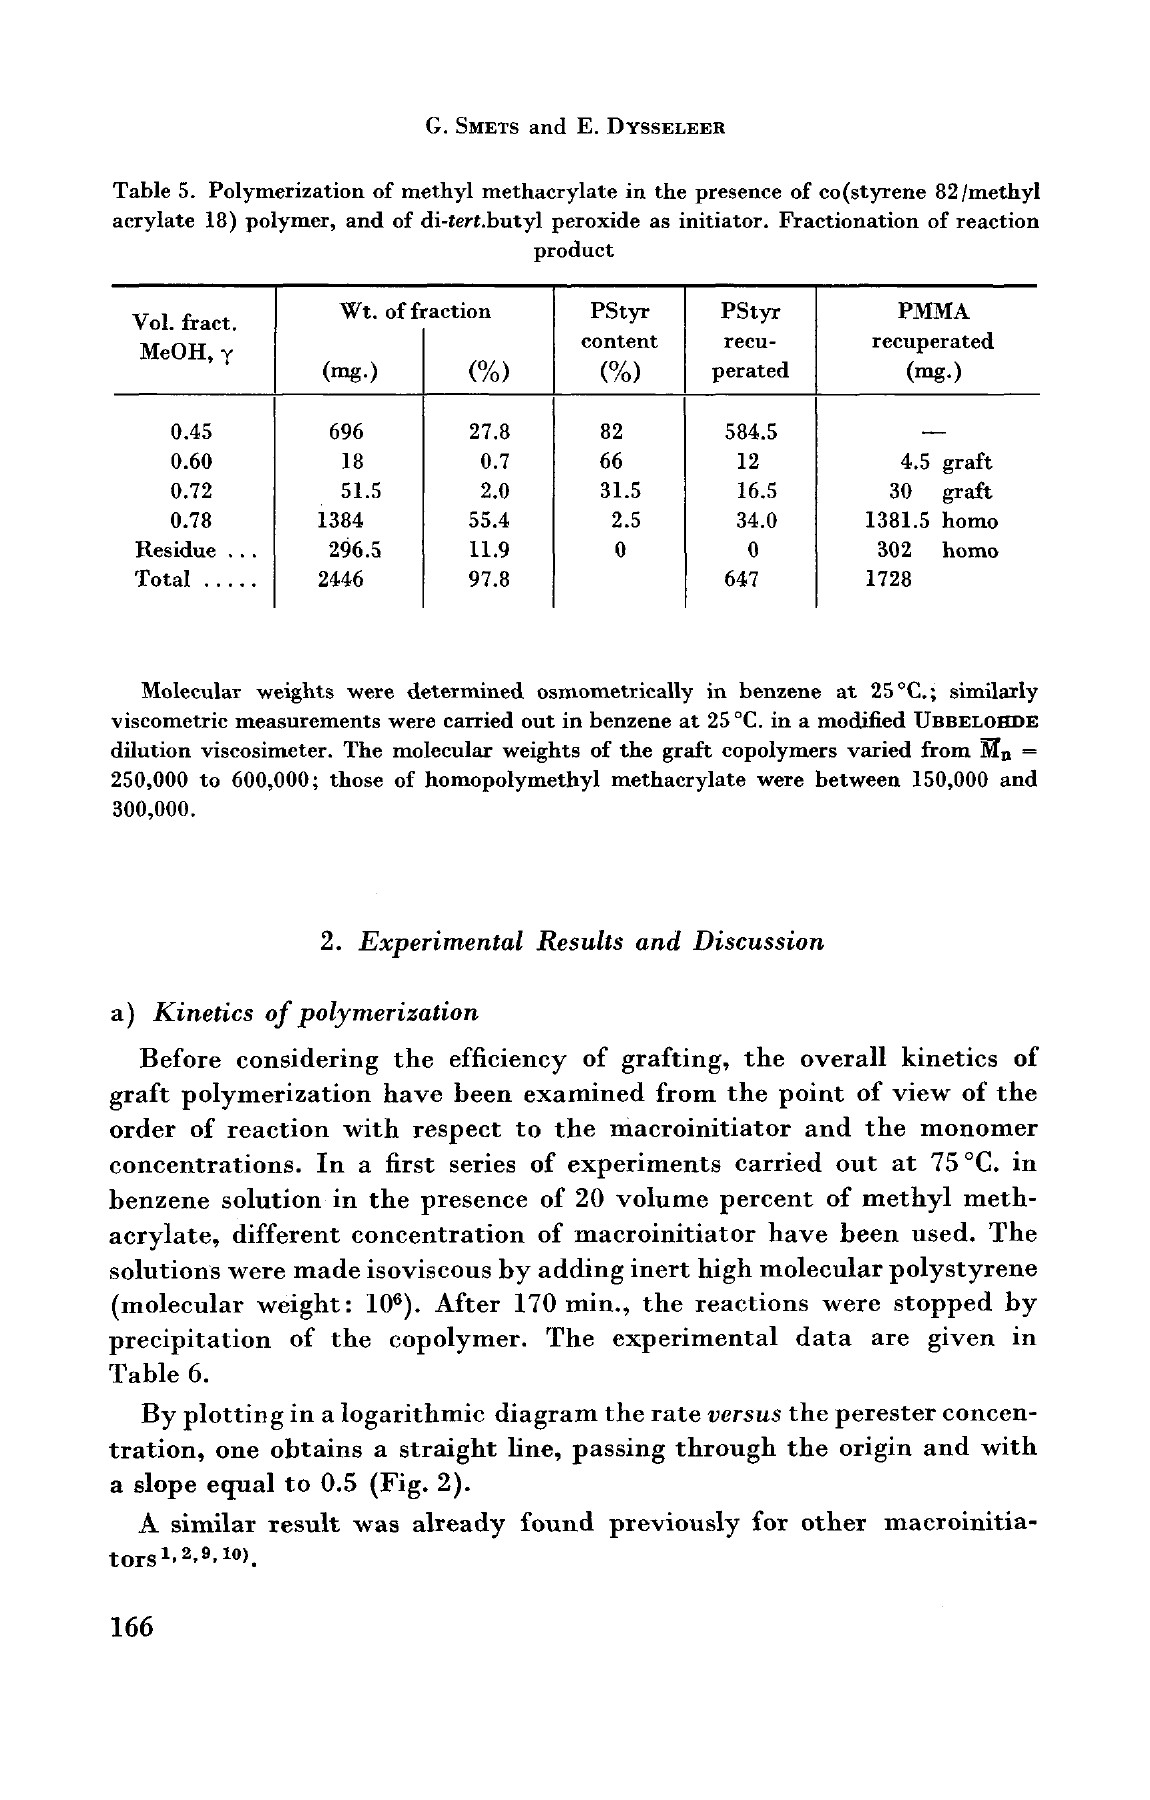 G. SMETS and E. DYSSELEER
Table 5. Polymerization of methyl methacrylate in the presence of co(styrene 82/methyl
acrylate 18) polymer, and of di-tert.butyl peroxide as initiator. Fractionation of reaction
product
Vol. fract. MeOH, γ | Wt. of fraction (mg.) | (%) | PStyr content (%) | PStyr recu- perated | PMMA recuperated (mg.)
0.45 696 27.8 82 584.5 —
0.60 18 0.7 66 12 4.5 graft
0.72 51.5 2.0 31.5 16.5 30 graft
0.78 1384 55.4 2.5 34.0 1381.5 homo
Residue ... 296.5 11.9 0 0 302 homo
Total ..... 2446 97.8 647 1728
Molecular weights were determined osmometrically in benzene at 25°C.; similarly
viscometric measurements were carried out in benzene at 25°C. in a modified UBBELOHDE
dilution viscosimeter. The molecular weights of the graft copolymers varied from M̅n =
250,000 to 600,000; those of homopolymethyl methacrylate were between 150,000 and
300,000.
2. Experimental Results and Discussion
a) Kinetics of polymerization
Before considering the efficiency of grafting, the overall kinetics of
graft polymerization have been examined from the point of view of the
order of reaction with respect to the macroinitiator and the monomer
concentrations. In a first series of experiments carried out at 75°C. in
benzene solution in the presence of 20 volume percent of methyl meth-
acrylate, different concentration of macroinitiator have been used. The
solutions were made isoviscous by adding inert high molecular polystyrene
(molecular weight: 10⁶). After 170 min., the reactions were stopped by
precipitation of the copolymer. The experimental data are given in
Table 6.
By plotting in a logarithmic diagram the rate versus the perester concen-
tration, one obtains a straight line, passing through the origin and with
a slope equal to 0.5 (Fig. 2).
A similar result was already found previously for other macroinitia-
tors¹,²,⁹,¹⁰⁾.
166